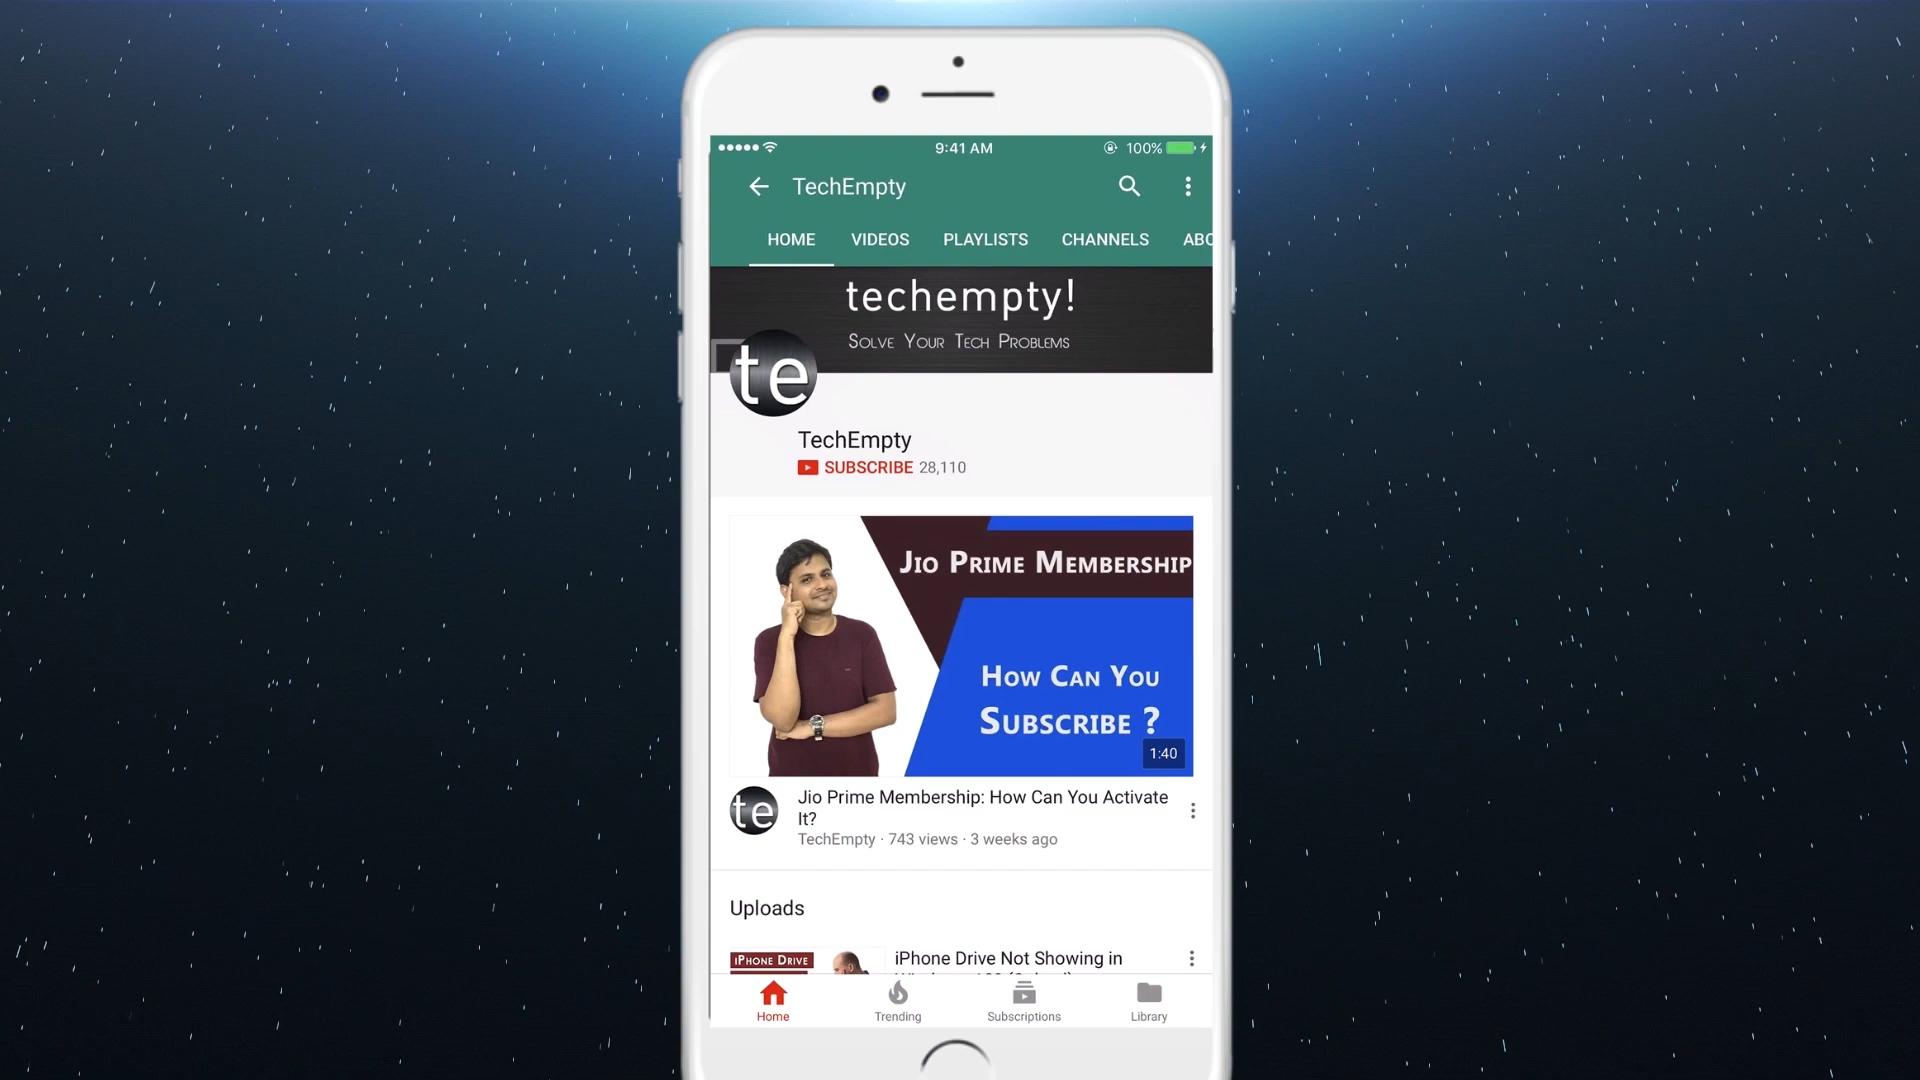 9:41 AM
100%
TechEmpty
HOME VIDEOS PLAYLISTS CHANNELS ABC
techempty!
SOLVE YOUR TECH PROBLEMS
te
TechEmpty
SUBSCRIBE 28,110
JIO PRIME MEMBERSHIP
HOW CAN YOU
SUBSCRIBE ?
1:40
te
Jio Prime Membership: How Can You Activate
It?
TechEmpty · 743 views · 3 weeks ago
Uploads
IPHONE DRIVE
iPhone Drive Not Showing in
Home Trending Subscriptions Library